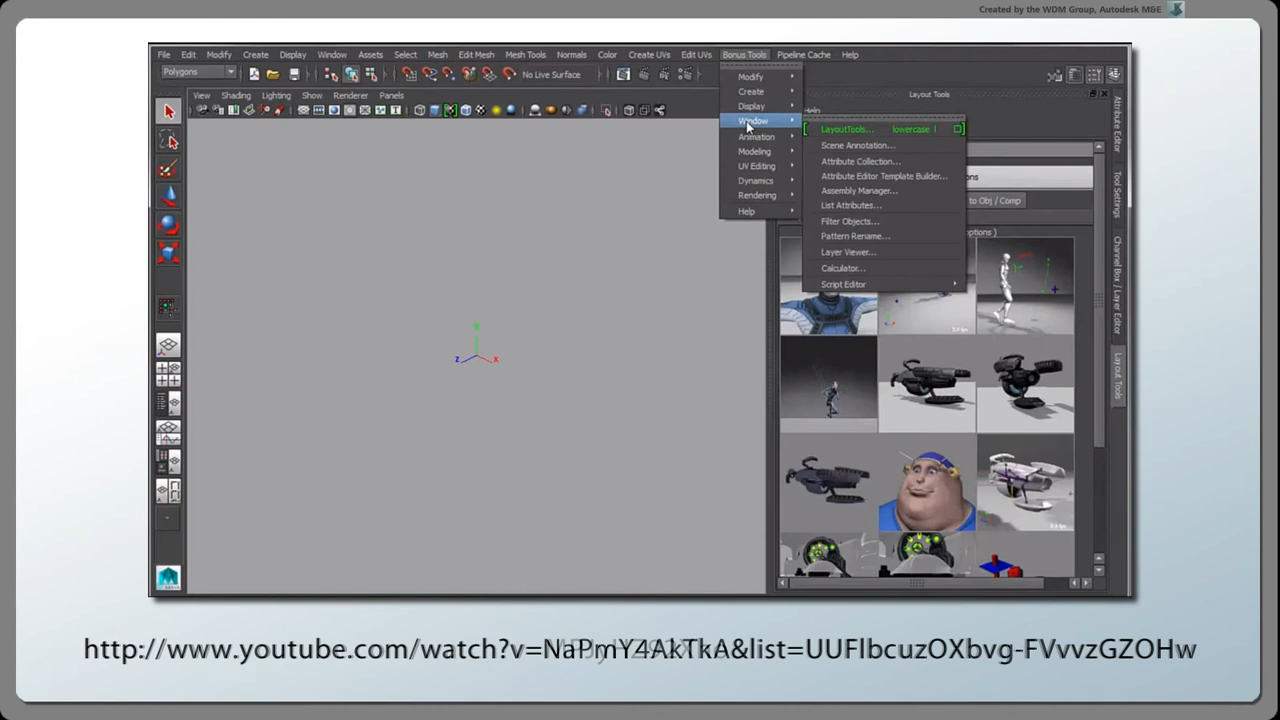 Created by the WDM Group, Autodesk M&E
File Edit Modify Create Display Window Assets Select Mesh Edit Mesh Mesh Tools Normals Color Create UVs Edit UVs Bonus Tools Pipeline Cache Help
Polygons No Live Surface
View Shading Lighting Show Renderer Panels
Layout Tools
Modify
Create
Display
Window
Animation
Modeling
UV Editing
Dynamics
Rendering
Help
Help
LayoutTools... lowercase l
Scene Annotation...
Attribute Collection...
Attribute Editor Template Builder...
Assembly Manager...
List Attributes...
Filter Objects...
Pattern Rename...
Layer Viewer...
Calculator...
Script Editor
ons
to Obj / Comp
ptions )
Attribute Editor
Tool Settings
Channel Box / Layer Editor
Layout Tools
Y
Z X
http://www.youtube.com/watch?v=NaPmY4AkTkA&list=UUFlbcuzOXbvg-FVvvzGZOHw